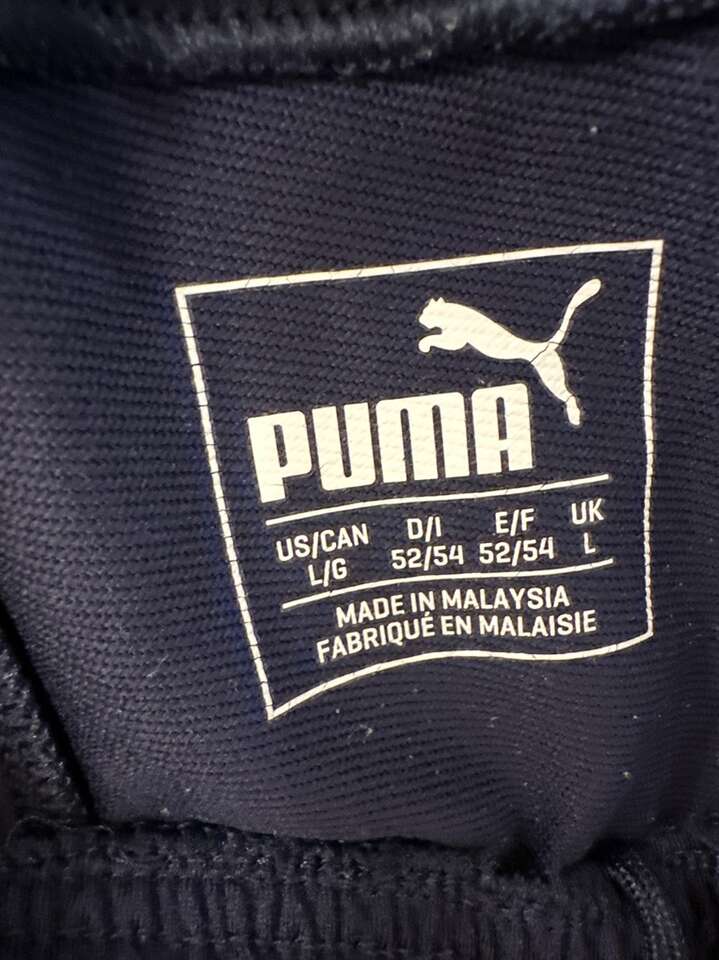 PUMA
US/CAN D/I E/F UK
L/G 52/54 52/54 L
MADE IN MALAYSIA
FABRIQUÉ EN MALAISIE